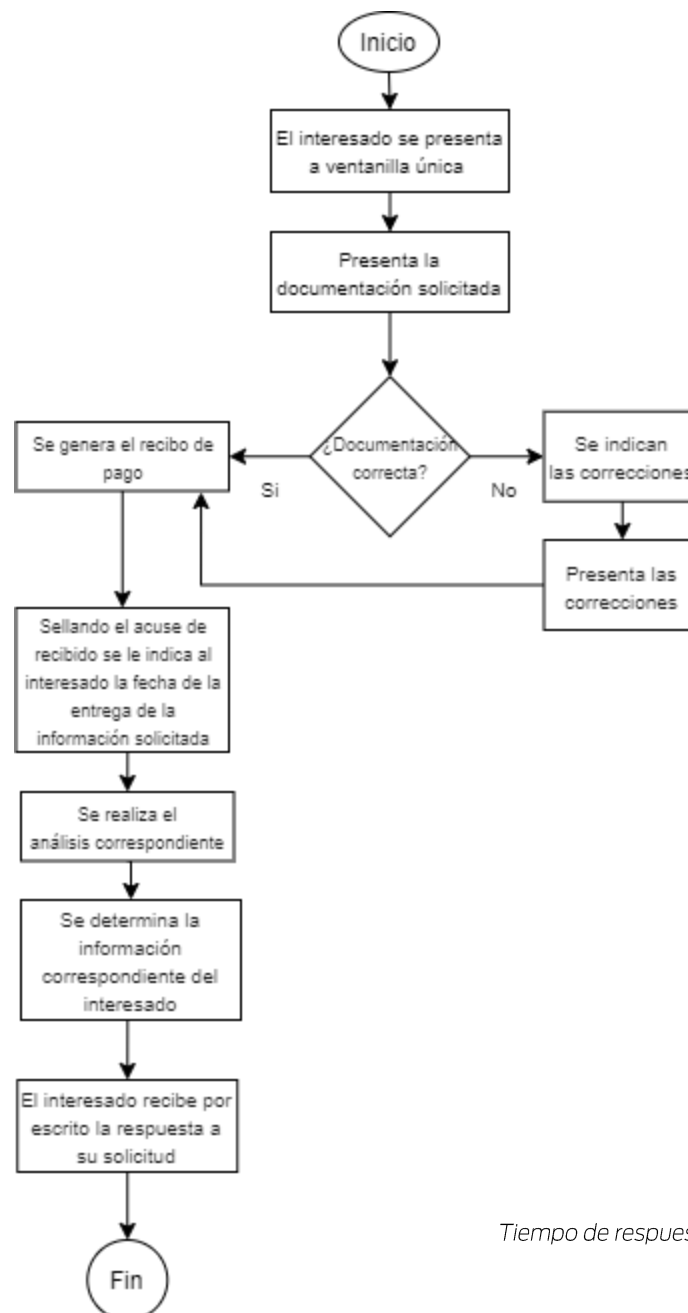 Inicio
El interesado se presenta
a ventanilla única
Presenta la
documentación solicitada
¿Documentación
correcta?
Si
No
Se genera el recibo de
pago
Se indican
las correcciones
Presenta las
correcciones
Sellando el acuse de
recibido se le indica al
interesado la fecha de la
entrega de la
información solicitada
Se realiza el
análisis correspondiente
Se determina la
información
correspondiente del
interesado
El interesado recibe por
escrito la respuesta a
su solicitud
Tiempo de respues
Fin